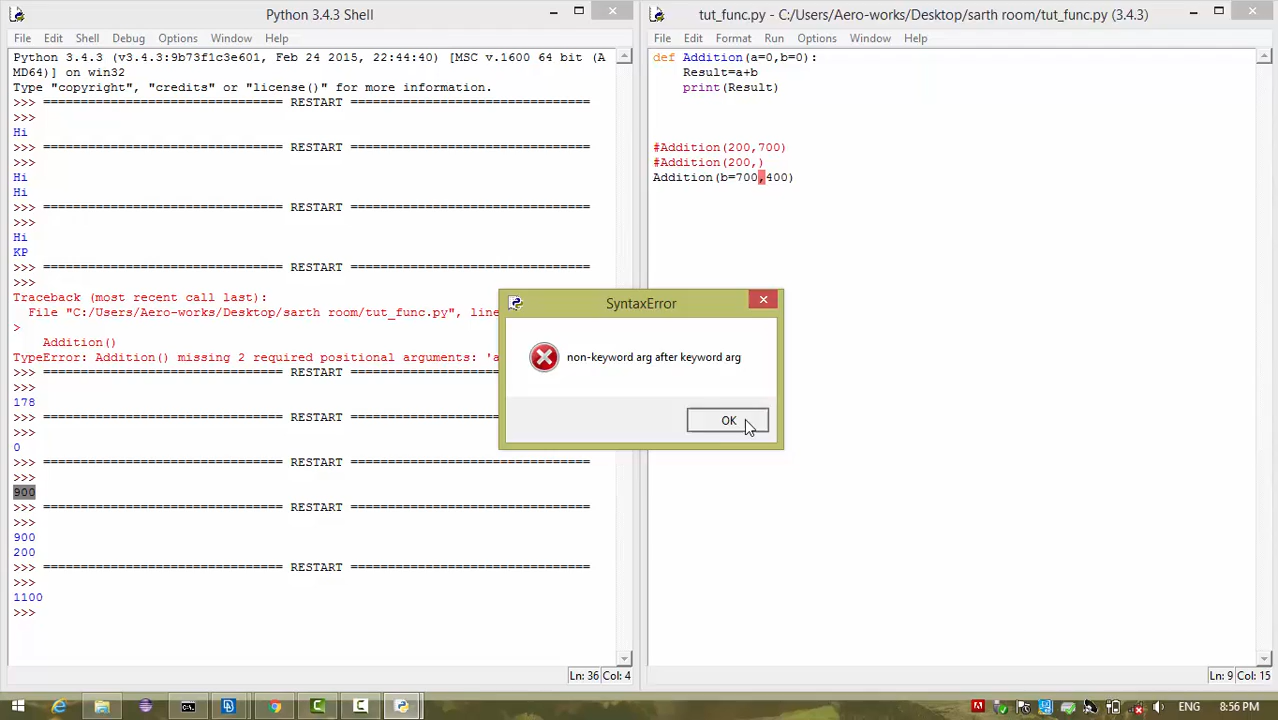 Python 3.4.3 Shell
File Edit Shell Debug Options Window Help
Python 3.4.3 (v3.4.3:9b73f1c3e601, Feb 24 2015, 22:44:40) [MSC v.1600 64 bit (A
MD64)] on win32
Type "copyright", "credits" or "license()" for more information.
>>> ================================ RESTART ================================
>>>
Hi
>>> ================================ RESTART ================================
>>>
Hi
Hi
>>> ================================ RESTART ================================
>>>
Hi
KP
>>> ================================ RESTART ================================
>>>
Traceback (most recent call last):
File "C:/Users/Aero-works/Desktop/sarth room/tut_func.py", line
>
Addition()
TypeError: Addition() missing 2 required positional arguments: 'a
>>> ================================ RESTART
>>>
178
>>> ================================ RESTART
>>>
0
>>> ================================ RESTART ================================
>>>
900
>>> ================================ RESTART ================================
>>>
900
200
>>> ================================ RESTART ================================
>>>
1100
>>>
Ln: 36 Col: 4
tut_func.py - C:/Users/Aero-works/Desktop/sarth room/tut_func.py (3.4.3)
File Edit Format Run Options Window Help
def Addition(a=0,b=0):
Result=a+b
print(Result)
#Addition(200,700)
#Addition(200,)
Addition(b=700,400)
Ln: 9 Col: 15
SyntaxError
non-keyword arg after keyword arg
OK
ENG 8:56 PM